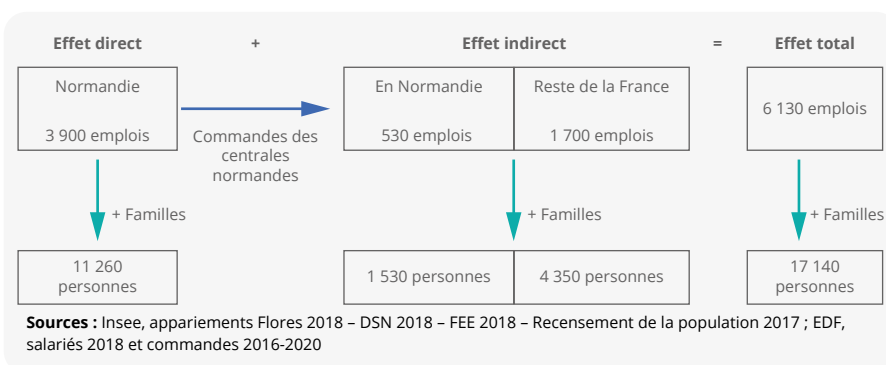 Effet direct + Effet indirect = Effet total
Normandie
3 900 emplois
Commandes des
centrales
normandes
En Normandie
530 emplois
Reste de la France
1 700 emplois
6 130 emplois
+ Familles
+ Familles
+ Familles
11 260
personnes
1 530 personnes
4 350 personnes
17 140
personnes
Sources : Insee, appariements Flores 2018 – DSN 2018 – FEE 2018 – Recensement de la population 2017 ; EDF,
salariés 2018 et commandes 2016-2020